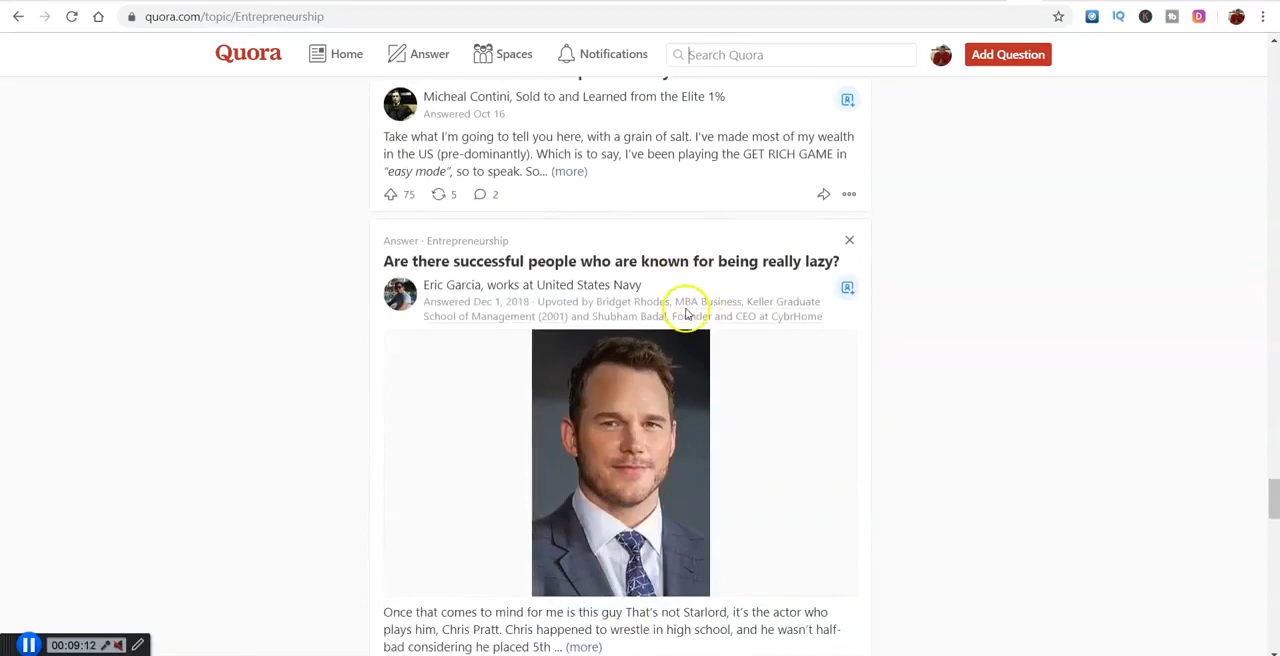 quora.com/topic/Entrepreneurship
IQ
K
tb
D
Quora
Home
Answer
Spaces
Notifications
Search Quora
Add Question
Micheal Contini, Sold to and Learned from the Elite 1%
Answered Oct 16
Take what I'm going to tell you here, with a grain of salt. I've made most of my wealth
in the US (pre-dominantly). Which is to say, I've been playing the GET RICH GAME in
"easy mode", so to speak. So... (more)
75
5
2
Answer · Entrepreneurship
Are there successful people who are known for being really lazy?
Eric Garcia, works at United States Navy
Answered Dec 1, 2018 · Upvoted by Bridget Rhodes, MBA Business, Keller Graduate
School of Management (2001) and Shubham Badal, Founder and CEO at CybrHome
Once that comes to mind for me is this guy That's not Starlord, it's the actor who
plays him, Chris Pratt. Chris happened to wrestle in high school, and he wasn't half-
bad considering he placed 5th ... (more)
00:09:12